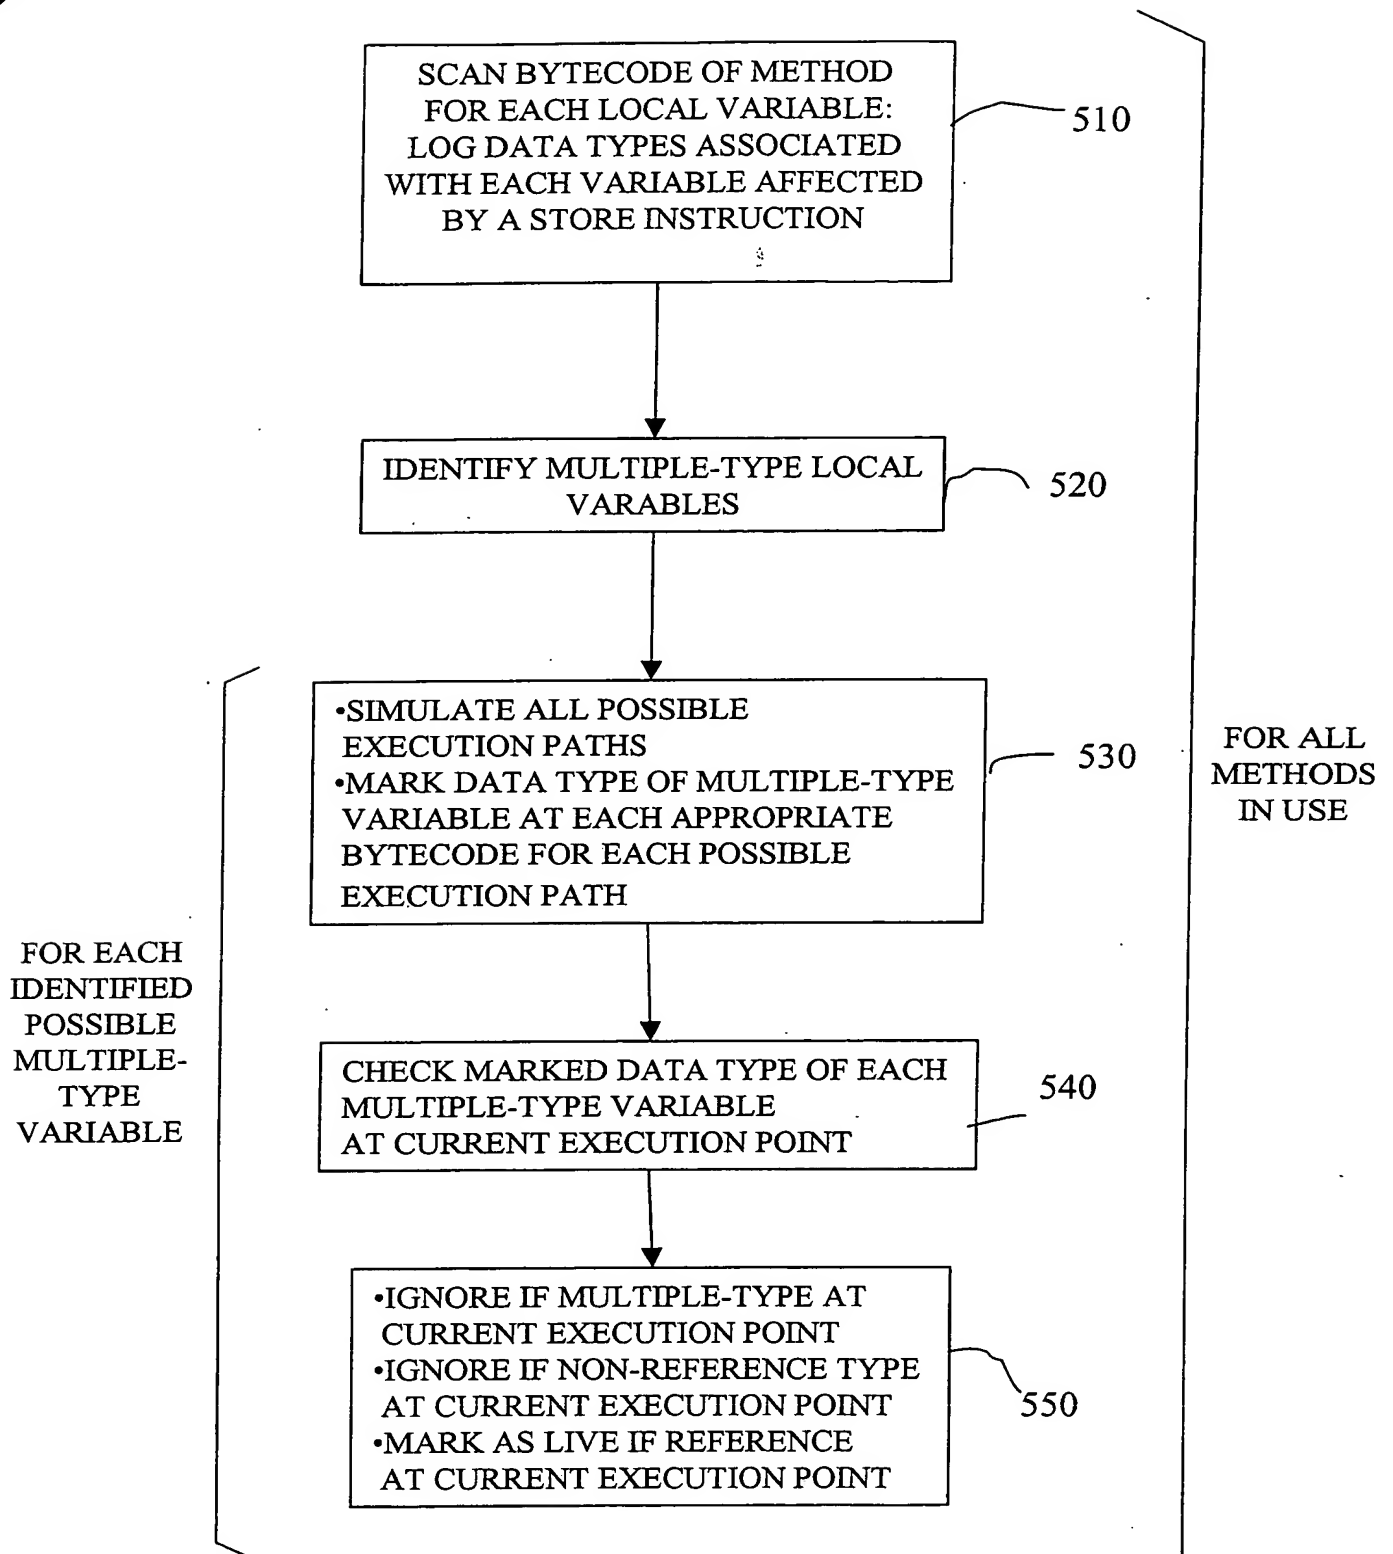 SCAN BYTECODE OF METHOD
FOR EACH LOCAL VARIABLE:
LOG DATA TYPES ASSOCIATED
WITH EACH VARIABLE AFFECTED
BY A STORE INSTRUCTION
510
IDENTIFY MULTIPLE-TYPE LOCAL
VARABLES
520
•SIMULATE ALL POSSIBLE
EXECUTION PATHS
•MARK DATA TYPE OF MULTIPLE-TYPE
VARIABLE AT EACH APPROPRIATE
BYTECODE FOR EACH POSSIBLE
EXECUTION PATH
530
FOR ALL
METHODS
IN USE
FOR EACH
IDENTIFIED
POSSIBLE
MULTIPLE-
TYPE
VARIABLE
CHECK MARKED DATA TYPE OF EACH
MULTIPLE-TYPE VARIABLE
AT CURRENT EXECUTION POINT
540
•IGNORE IF MULTIPLE-TYPE AT
CURRENT EXECUTION POINT
•IGNORE IF NON-REFERENCE TYPE
AT CURRENT EXECUTION POINT
•MARK AS LIVE IF REFERENCE
AT CURRENT EXECUTION POINT
550